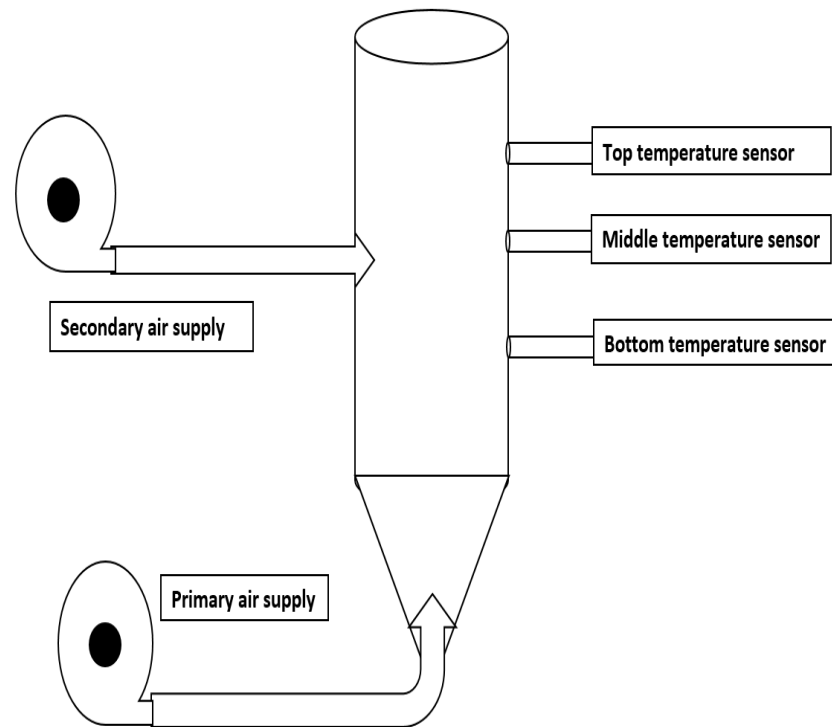 Top temperature sensor
Middle temperature sensor
Secondary air supply
Bottom temperature sensor
Primary air supply